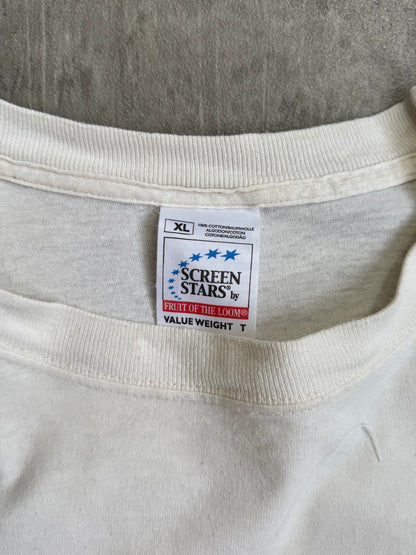 XL
100% COTTON/BAUMWOLLE
ALGODON/COTON
COTONE/ALGODÃO
SCREEN
STARS® by
FRUIT OF THE LOOM®
VALUE WEIGHT T